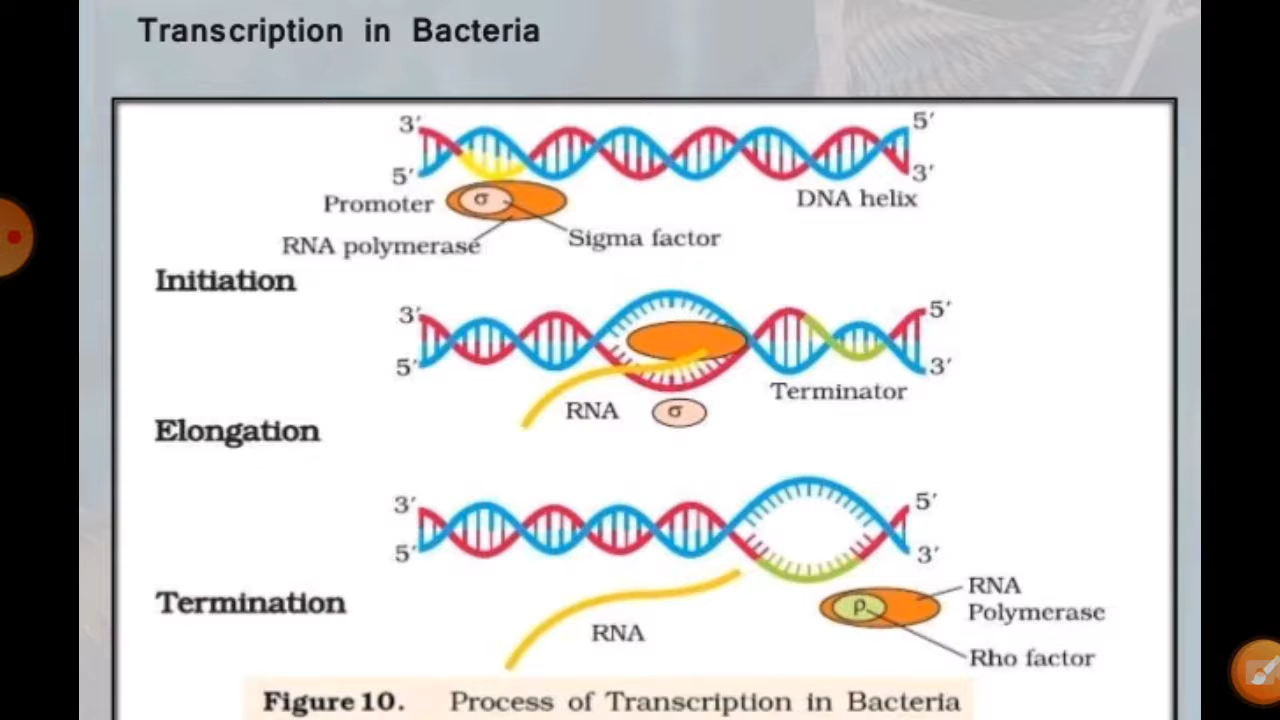 Transcription in Bacteria
3′ 5′
5′ 3′
σ
Promoter DNA helix
RNA polymerase Sigma factor
Initiation
3′ 5′
5′ 3′
Terminator
RNA σ
Elongation
3′ 5′
5′ 3′
Termination
RNA
ρ
RNA
Polymerase
Rho factor
Figure 10. Process of Transcription in Bacteria